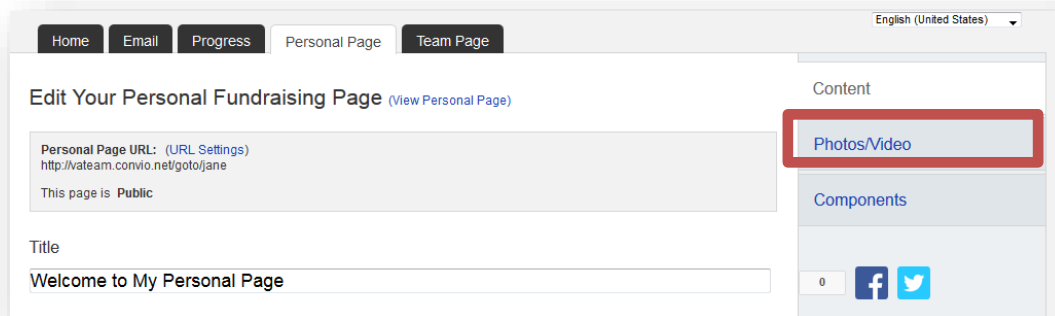 English (United States)
Home Email Progress Personal Page Team Page
Edit Your Personal Fundraising Page (View Personal Page)
Personal Page URL: (URL Settings)
http://vateam.convio.net/goto/jane
This page is Public
Title
Welcome to My Personal Page
Content
Photos/Video
Components
0